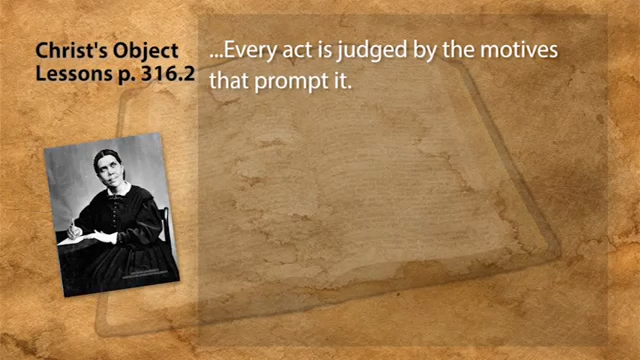 Christ's Object
Lessons p. 316.2
...Every act is judged by the motives
that prompt it.